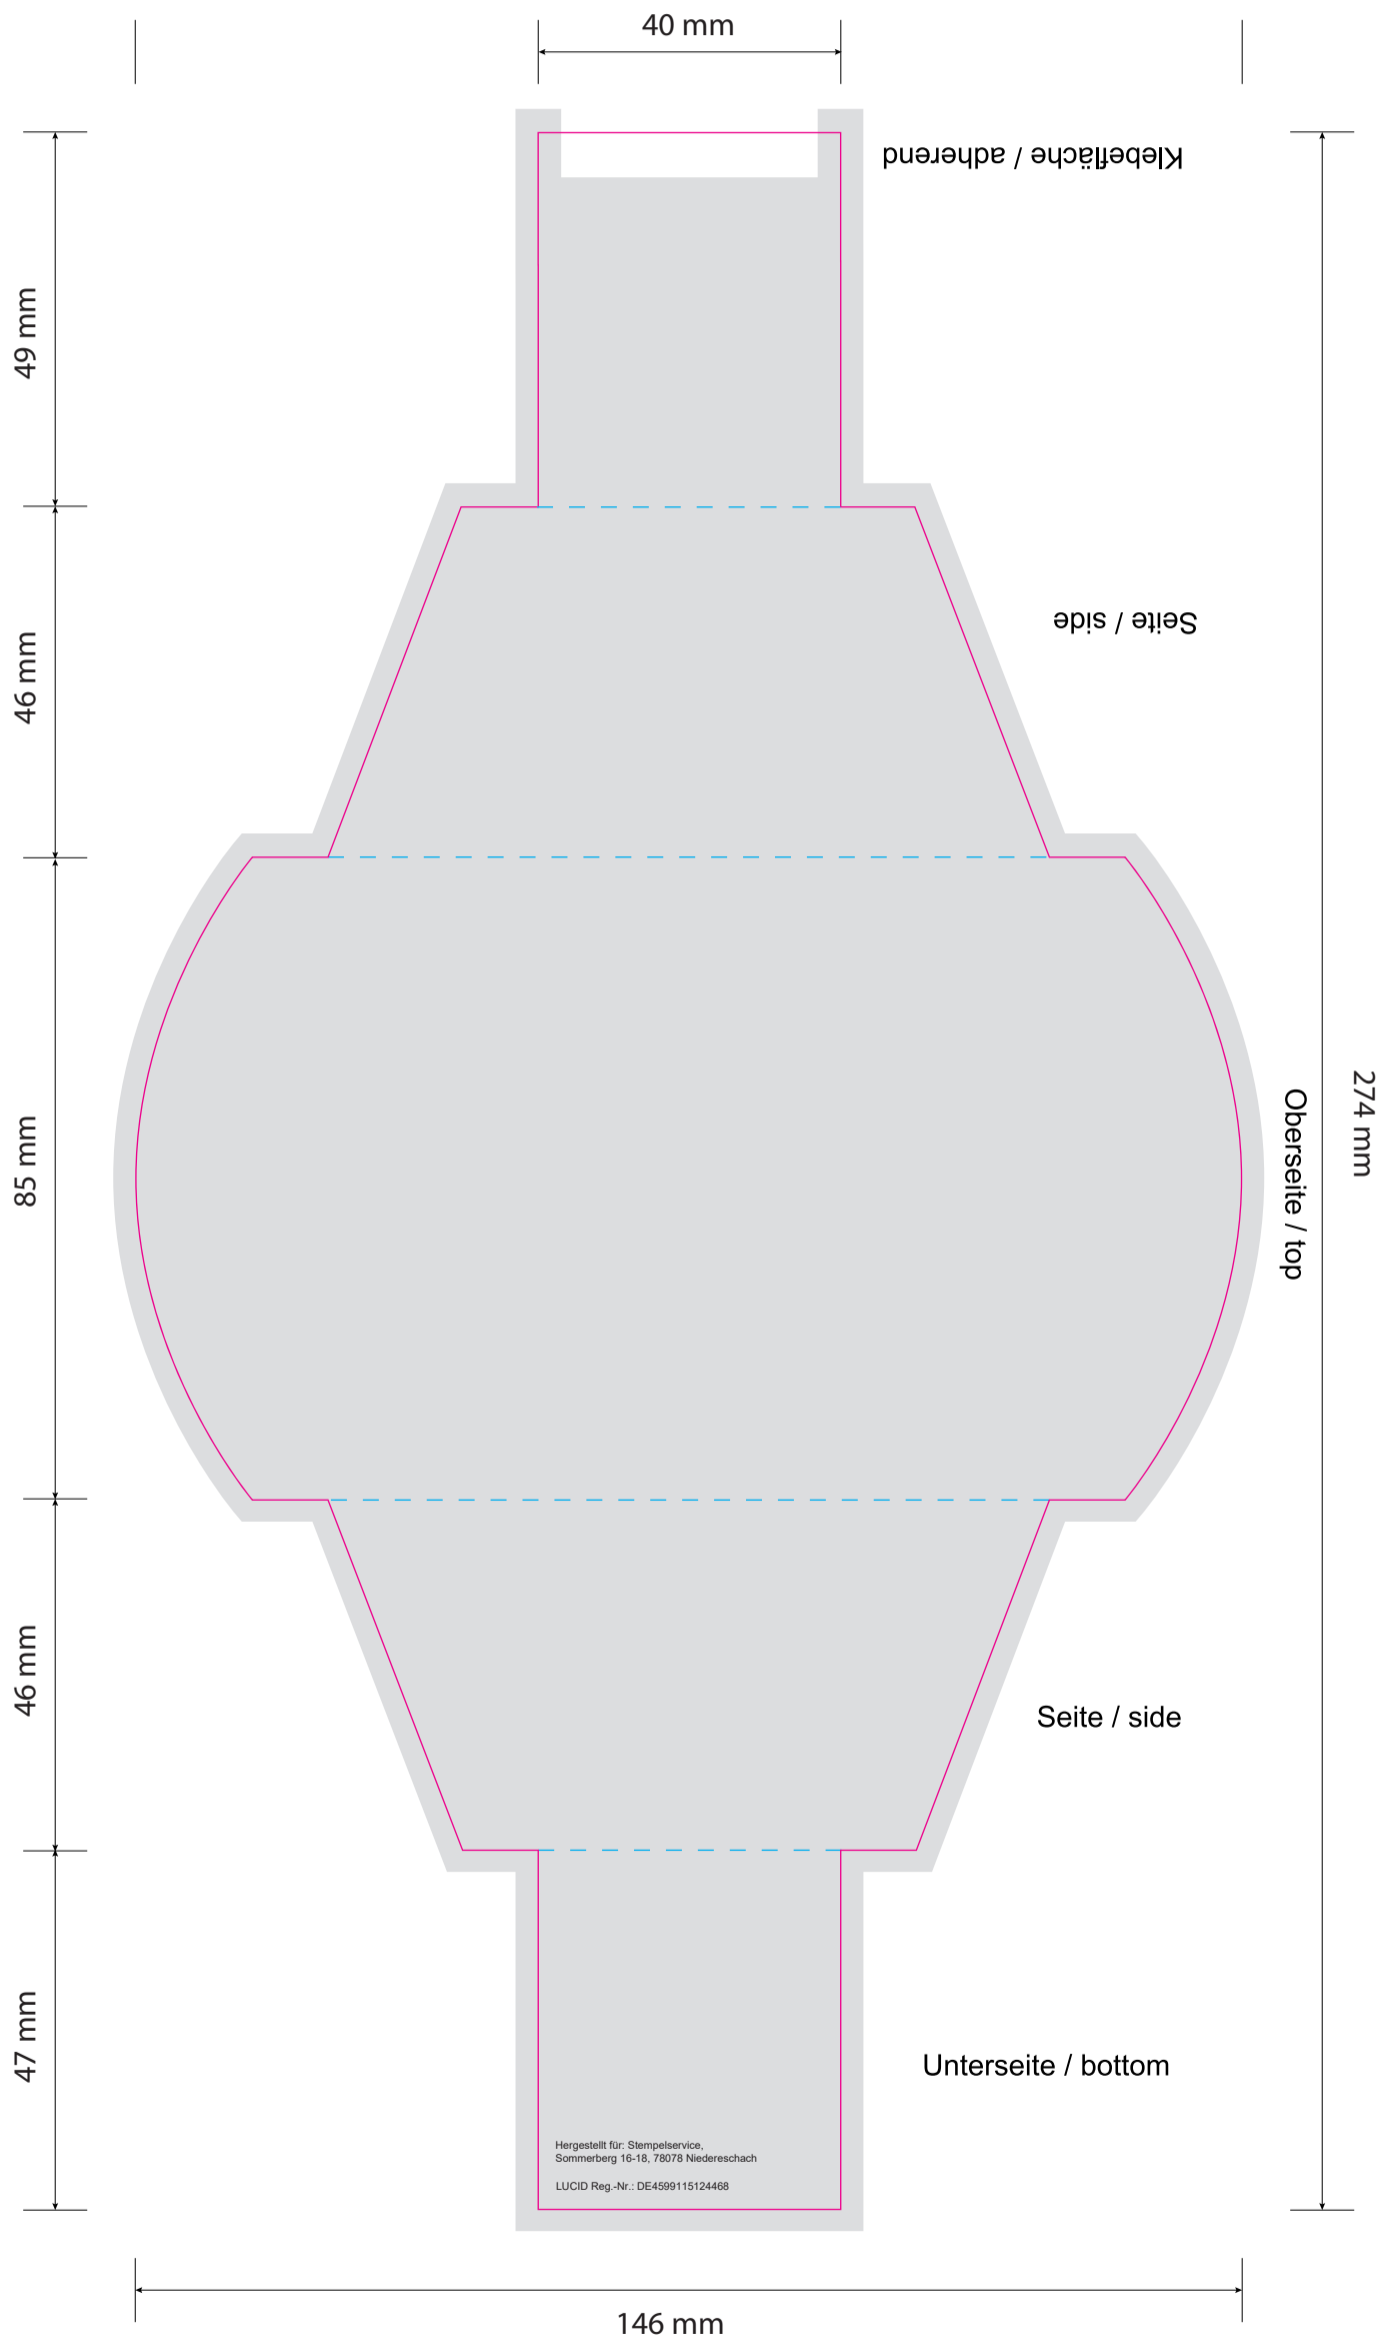 40 mm
Klebefläche / adherend
49 mm
Seite / side
46 mm
274 mm
Oberseite / top
85 mm
46 mm
Seite / side
47 mm
Unterseite / bottom
Hergestellt für: Stempelservice,
Sommerberg 16-18, 78078 Niedereschach
LUCID Reg.-Nr.: DE4599115124468
146 mm